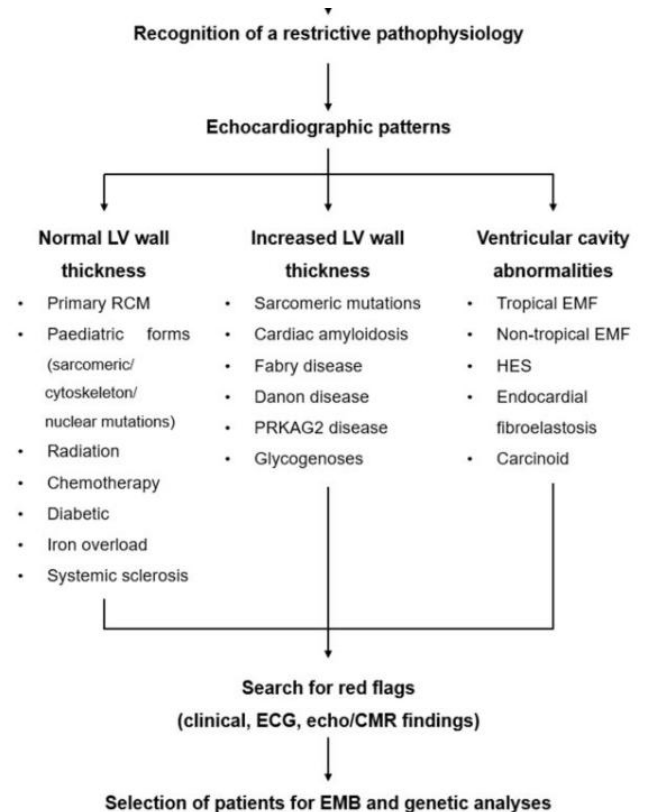 Recognition of a restrictive pathophysiology
Echocardiographic patterns
Normal LV wall
thickness
• Primary RCM
• Paediatric forms
(sarcomeric/
cytoskeleton/
nuclear mutations)
• Radiation
• Chemotherapy
• Diabetic
• Iron overload
• Systemic sclerosis
Increased LV wall
thickness
• Sarcomeric mutations
• Cardiac amyloidosis
• Fabry disease
• Danon disease
• PRKAG2 disease
• Glycogenoses
Ventricular cavity
abnormalities
• Tropical EMF
• Non-tropical EMF
• HES
• Endocardial
fibroelastosis
• Carcinoid
Search for red flags
(clinical, ECG, echo/CMR findings)
Selection of patients for EMB and genetic analyses